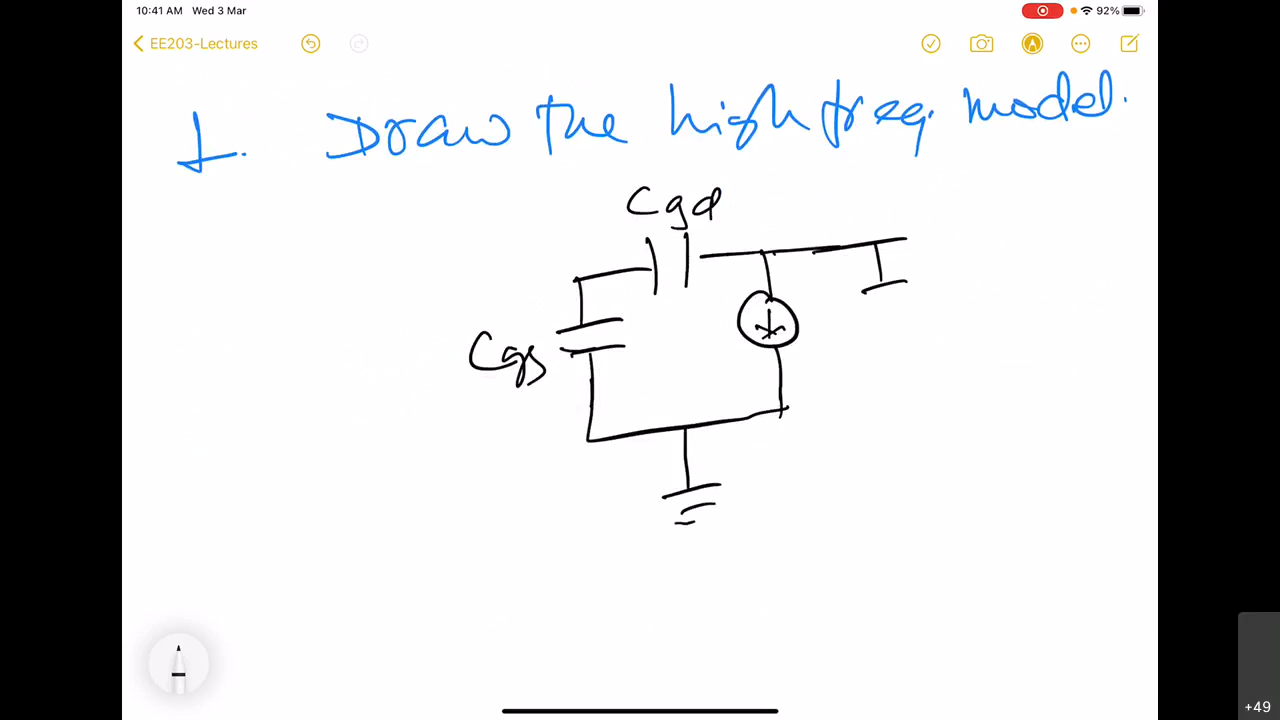 10:41 AM Wed 3 Mar
92%
EE203-Lectures
1. Draw the high freq. model.
Cgd
Cgs
+49